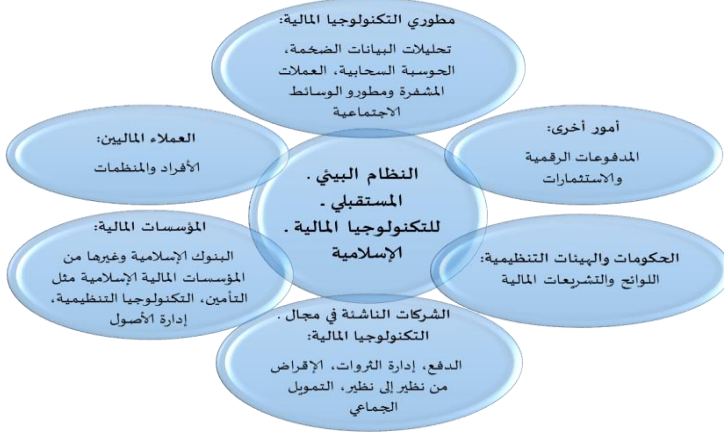 مطوري التكنولوجيا المالية:
تحليلات البيانات الضخمة،
الحوسبة السحابية، العملات
المشفرة ومطورو الوسائط
الاجتماعية
أمور أخرى:
المدفوعات الرقمية
والاستثمارات
العملاء الماليين:
الأفراد والمنظمات
النظام البيئي .
المستقبلي ـ
للتكنولوجيا المالية .
الإسلامية
الحكومات والهيئات التنظيمية:
اللوائح والتشريعات المالية
المؤسسات المالية:
البنوك الإسلامية وغيرها من
المؤسسات المالية الإسلامية مثل
التأمين، التكنولوجيا التنظيمية،
إدارة الأصول
الشركات الناشئة في مجال .
التكنولوجيا المالية:
الدفع، إدارة الثروات، الإقراض
من نظير إلى نظير، التمويل
الجماعي